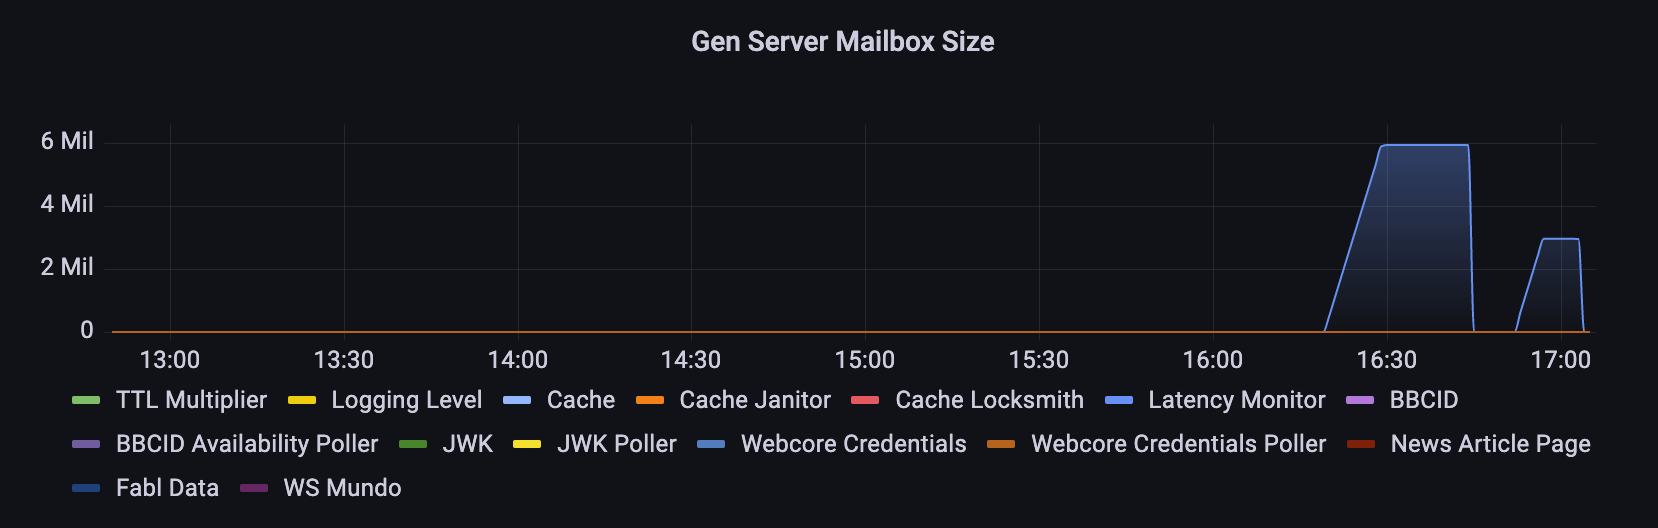 Gen Server Mailbox Size
6 Mil
4 Mil
2 Mil
0
13:00 13:30 14:00 14:30 15:00 15:30 16:00 16:30 17:00
TTL Multiplier Logging Level Cache Cache Janitor Cache Locksmith Latency Monitor BBCID
BBCID Availability Poller JWK JWK Poller Webcore Credentials Webcore Credentials Poller News Article Page
Fabl Data WS Mundo